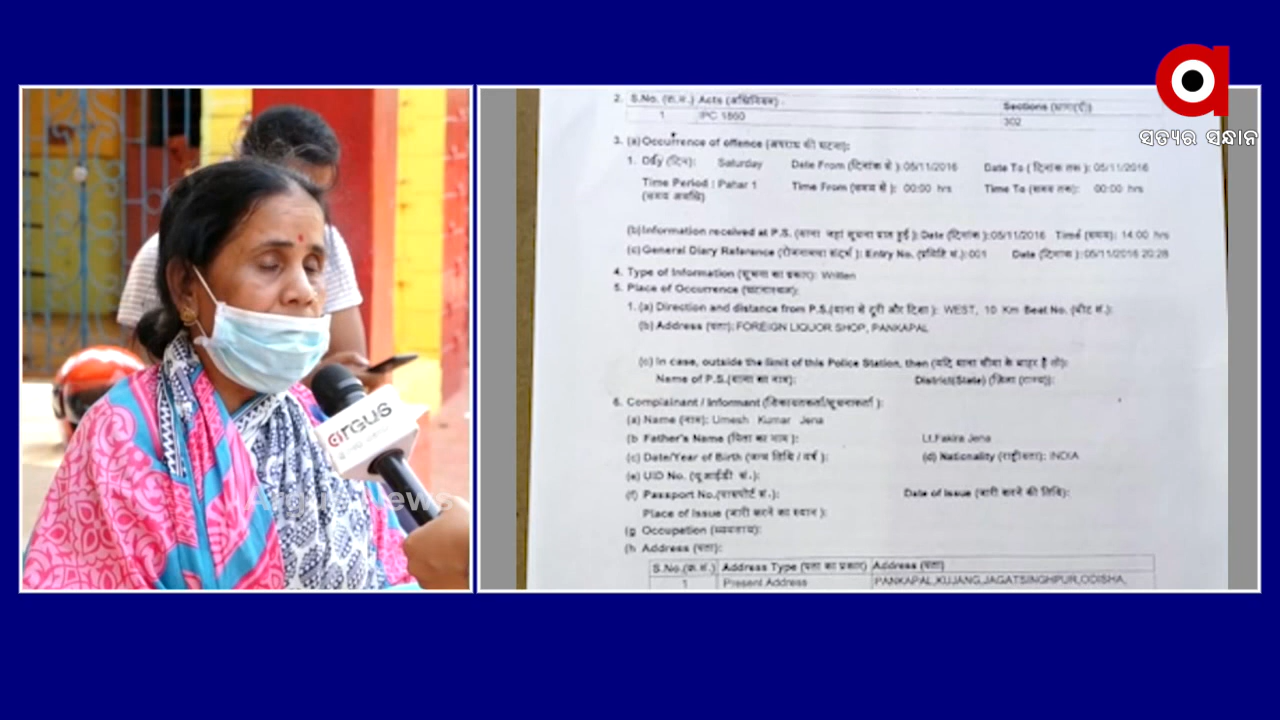 ସତ୍ୟର ସନ୍ଧାନ
argus
Argus News
2. S.No. (क्र.सं.) Acts (अधिनियम) Sections (धारा(एँ))
1 IPC 1860 302
3. (a) Occurrence of offence (अपराध की घटना):
1. Day (दिन): Saturday Date From (दिनांक से ): 05/11/2016 Date To ( दिनांक तक ): 05/11/2016
Time Period : Pahar 1 Time From (समय से ): 00:00 hrs Time To (समय तक): 00:00 hrs
(समय अवधि)
(b) Information received at P.S. (थाना जहां सूचना प्राप्त हुई ): Date (दिनांक ):05/11/2016 Time (समय): 14:00 hrs
(c) General Diary Reference (रोजनामचा संदर्भ ): Entry No. (प्रविष्टि सं.):001 Date (दिनांक ):05/11/2016 20:28
4. Type of Information (सूचना का प्रकार): Written
5. Place of Occurrence (घटनास्थल):
1. (a) Direction and distance from P.S.(थाना से दूरी और दिशा ): WEST, 10 Km Beat No. (बीट सं.):
(b) Address (पता): FOREIGN LIQUOR SHOP, PANKAPAL
(c) In case, outside the limit of this Police Station, then (यदि थाना सीमा के बाहर है तो):
Name of P.S.(थाना का नाम): District(State) (ज़िला (राज्य)):
6. Complainant / Informant (शिकायतकर्ता/सूचनाकर्ता ):
(a) Name (नाम): Umesh Kumar Jena
(b Father's Name (पिता का नाम ): Lt.Fakira Jena
(c) Date/Year of Birth (जन्म तिथि / वर्ष ): (d) Nationality (राष्ट्रीयता): INDIA
(e) UID No. (यूआईडी सं.):
(f) Passport No.(पासपोर्ट सं.): Date of Issue (जारी करने की तिथि):
Place of Issue (जारी करने का स्थान ):
(g Occupation (व्यवसाय):
(h Address (पता):
S.No.(क्र.सं.) Address Type (पता का प्रकार) Address (पता)
1 Present Address PANKAPAL,KUJANG,JAGATSINGHPUR,ODISHA,